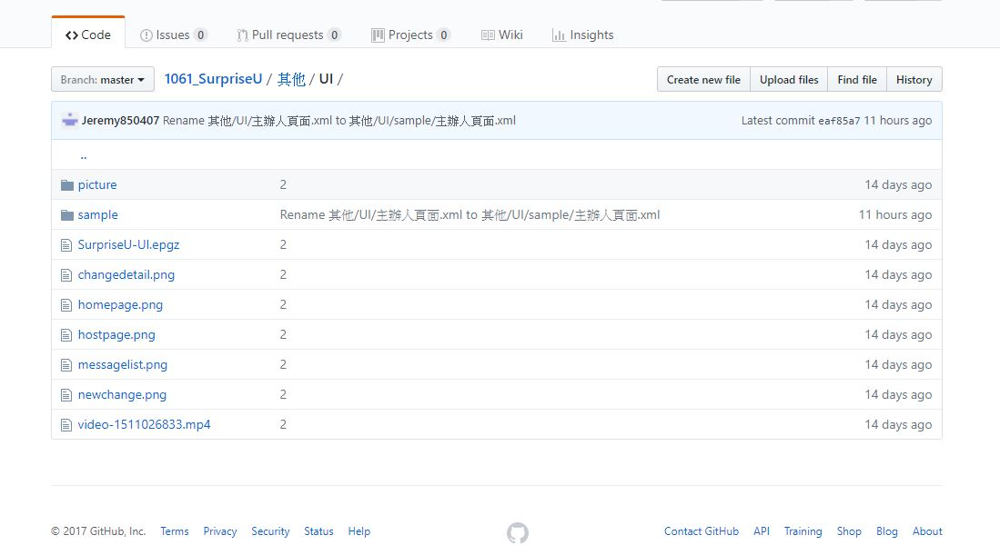 Code Issues 0 Pull requests 0 Projects 0 Wiki Insights
Branch: master 1061_SurpriseU / 其他 / UI / Create new file Upload files Find file History
Jeremy850407 Rename 其他/UI/主辦人頁面.xml to 其他/UI/sample/主辦人頁面.xml Latest commit eaf85a7 11 hours ago
..
picture 2 14 days ago
sample Rename 其他/UI/主辦人頁面.xml to 其他/UI/sample/主辦人頁面.xml 11 hours ago
SurpriseU-UI.epgz 2 14 days ago
changedetail.png 2 14 days ago
homepage.png 2 14 days ago
hostpage.png 2 14 days ago
messagelist.png 2 14 days ago
newchange.png 2 14 days ago
video-1511026833.mp4 2 14 days ago
© 2017 GitHub, Inc. Terms Privacy Security Status Help Contact GitHub API Training Shop Blog About